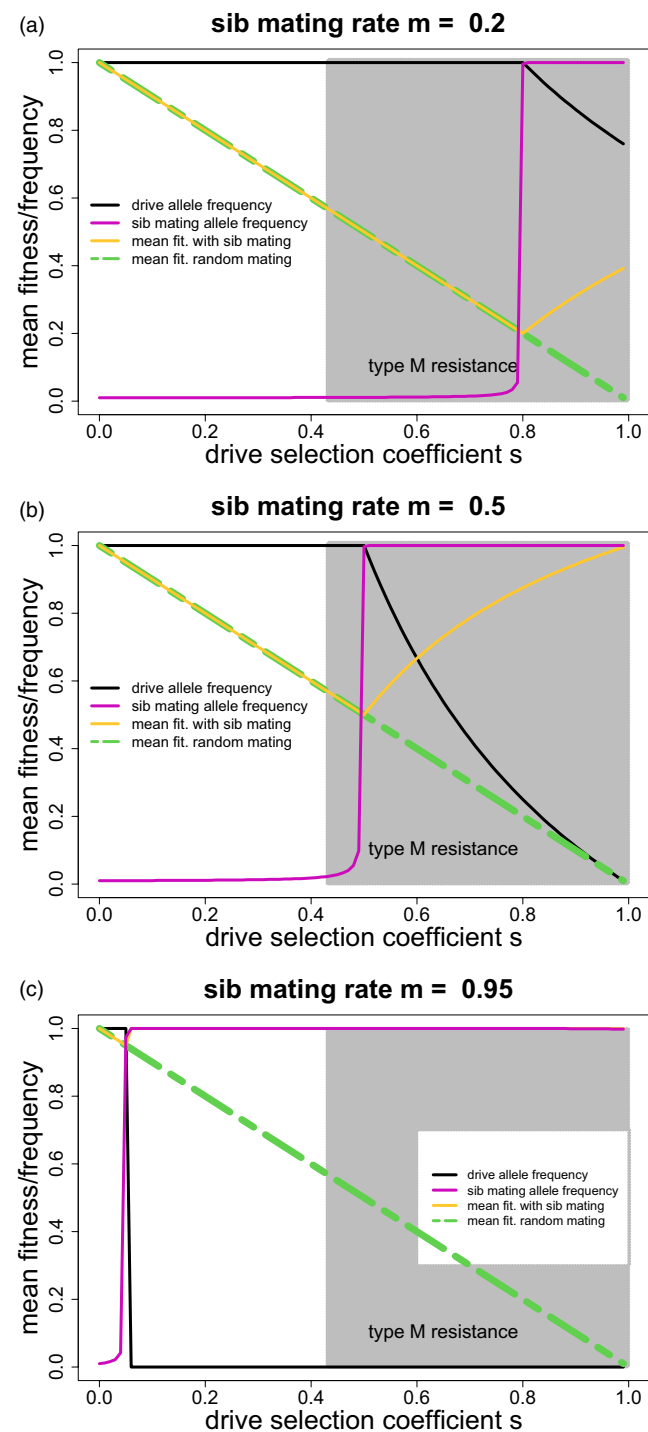 (a)
sib mating rate m = 0.2
mean fitness/frequency
1.0
0.8
0.6
0.4
0.2
0.0
drive allele frequency
sib mating allele frequency
mean fit. with sib mating
mean fit. random mating
type M resistance
0.0 0.2 0.4 0.6 0.8 1.0
drive selection coefficient s
(b)
sib mating rate m = 0.5
mean fitness/frequency
1.0
0.8
0.6
0.4
0.2
0.0
drive allele frequency
sib mating allele frequency
mean fit. with sib mating
mean fit. random mating
type M resistance
0.0 0.2 0.4 0.6 0.8 1.0
drive selection coefficient s
(c)
sib mating rate m = 0.95
mean fitness/frequency
1.0
0.8
0.6
0.4
0.2
0.0
drive allele frequency
sib mating allele frequency
mean fit. with sib mating
mean fit. random mating
type M resistance
0.0 0.2 0.4 0.6 0.8 1.0
drive selection coefficient s